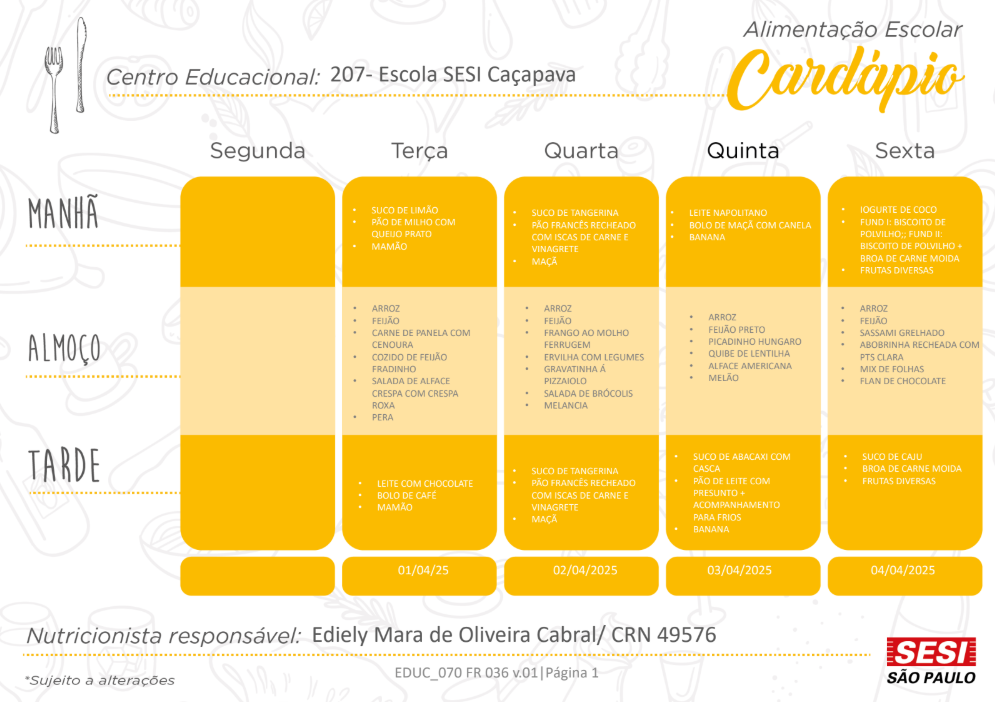 Alimentação Escolar
Cardápio
Centro Educacional: 207- Escola SESI Caçapava
Segunda
Terça
Quarta
Quinta
Sexta
MANHÃ
• SUCO DE LIMÃO
• PÃO DE MILHO COM
QUEIJO PRATO
• MAMÃO
• SUCO DE TANGERINA
• PÃO FRANCÊS RECHEADO
COM ISCAS DE CARNE E
VINAGRETE
• MAÇÃ
• LEITE NAPOLITANO
• BOLO DE MAÇÃ COM CANELA
• BANANA
• IOGURTE DE COCO
• FUND I: BISCOITO DE
POLVILHO;; FUND II:
BISCOITO DE POLVILHO +
BROA DE CARNE MOIDA
• FRUTAS DIVERSAS
ALMOÇO
• ARROZ
• FEIJÃO
• CARNE DE PANELA COM
CENOURA
• COZIDO DE FEIJÃO
FRADINHO
• SALADA DE ALFACE
CRESPA COM CRESPA
ROXA
• PERA
• ARROZ
• FEIJÃO
• FRANGO AO MOLHO
FERRUGEM
• ERVILHA COM LEGUMES
• GRAVATINHA Á
PIZZAIOLO
• SALADA DE BRÓCOLIS
• MELANCIA
• ARROZ
• FEIJÃO PRETO
• PICADINHO HUNGARO
• QUIBE DE LENTILHA
• ALFACE AMERICANA
• MELÃO
• ARROZ
• FEIJÃO
• SASSAMI GRELHADO
• ABOBRINHA RECHEADA COM
PTS CLARA
• MIX DE FOLHAS
• FLAN DE CHOCOLATE
TARDE
• LEITE COM CHOCOLATE
• BOLO DE CAFÉ
• MAMÃO
• SUCO DE TANGERINA
• PÃO FRANCÊS RECHEADO
COM ISCAS DE CARNE E
VINAGRETE
• MAÇÃ
• SUCO DE ABACAXI COM
CASCA
• PÃO DE LEITE COM
PRESUNTO +
ACOMPANHAMENTO
PARA FRIOS
• BANANA
• SUCO DE CAJU
• BROA DE CARNE MOIDA
• FRUTAS DIVERSAS
01/04/25
02/04/2025
03/04/2025
04/04/2025
Nutricionista responsável: Ediely Mara de Oliveira Cabral/ CRN 49576
*Sujeito a alterações
EDUC_070 FR 036 v.01|Página 1
SESI
SÃO PAULO